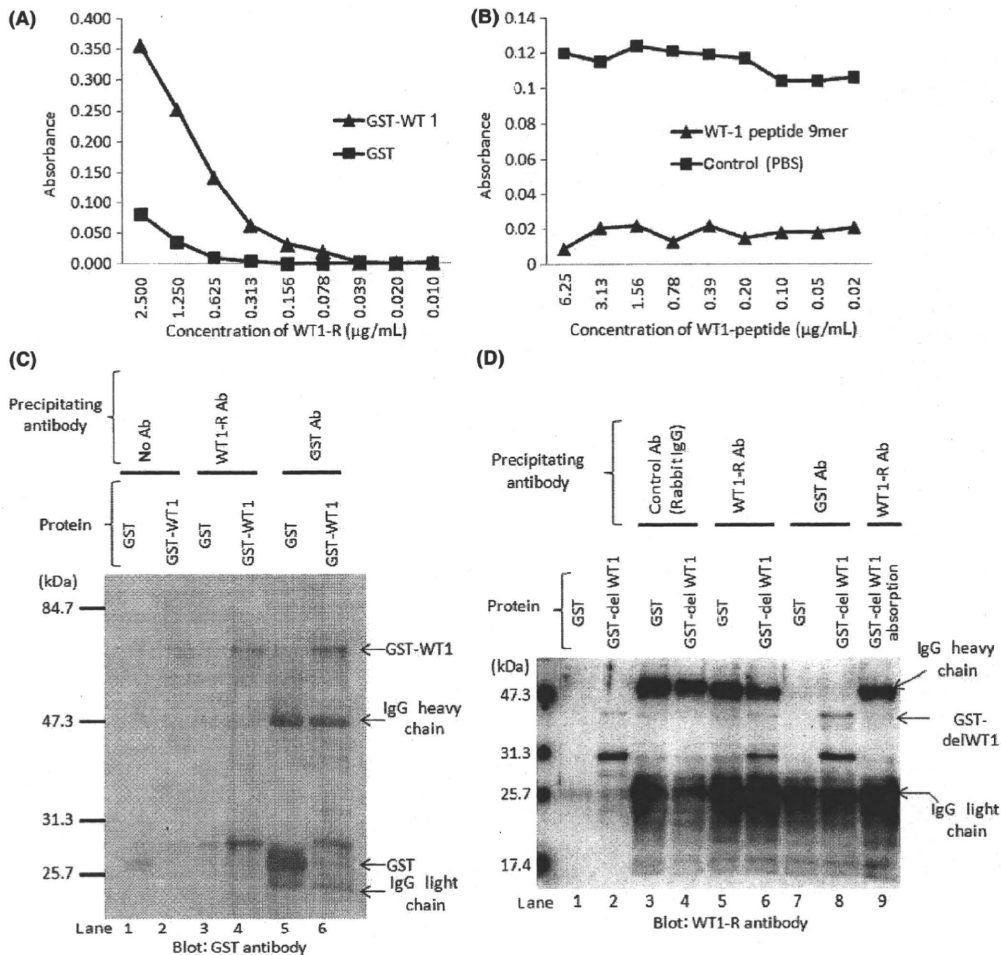 (A)
0.400
0.350
0.300
0.250
0.200
0.150
0.100
0.050
0.000
Absorbance
GST-WT 1
GST
2.500
1.250
0.625
0.313
0.156
0.078
0.039
0.020
0.010
Concentration of WT1-R (µg/mL)
(B)
0.14
0.12
0.1
0.08
0.06
0.04
0.02
0
Absorbance
WT-1 peptide 9mer
Control (PBS)
6.25
3.13
1.56
0.78
0.39
0.20
0.10
0.05
0.02
Concentration of WT1-peptide (µg/mL)
(C)
Precipitating
antibody
No Ab
WT1-R Ab
GST Ab
Protein
GST
GST-WT1
GST
GST-WT1
GST
GST-WT1
(kDa)
84.7
47.3
31.3
25.7
GST-WT1
IgG heavy
chain
GST
IgG light
chain
Lane 1 2 3 4 5 6
Blot: GST antibody
(D)
Precipitating
antibody
Control Ab
(Rabbit IgG)
WT1-R Ab
GST Ab
WT1-R Ab
Protein
GST
GST-del WT1
GST
GST-del WT1
GST
GST-del WT1
GST
GST-del WT1
GST-del WT1
absorption
(kDa)
47.3
31.3
25.7
17.4
IgG heavy
chain
GST-
delWT1
IgG light
chain
Lane 1 2 3 4 5 6 7 8 9
Blot: WT1-R antibody